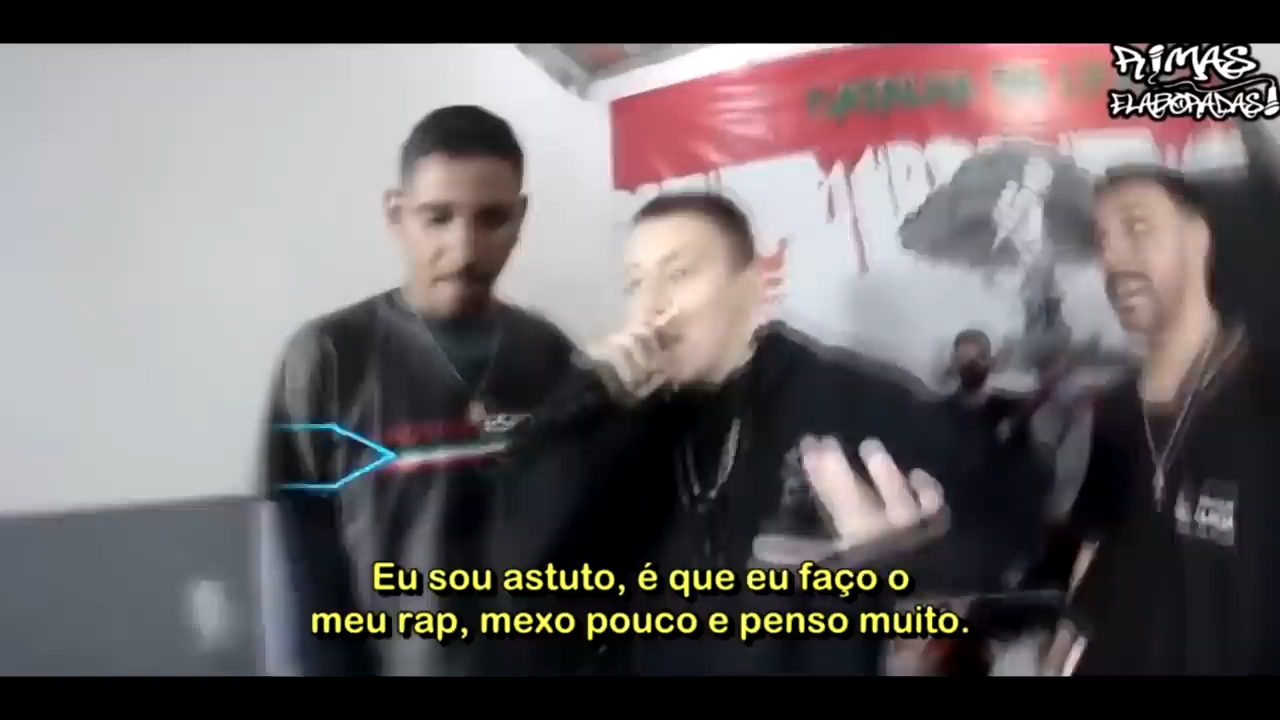 RIMAS
ELABORADAS!
Eu sou astuto, é que eu faço o
meu rap, mexo pouco e penso muito.